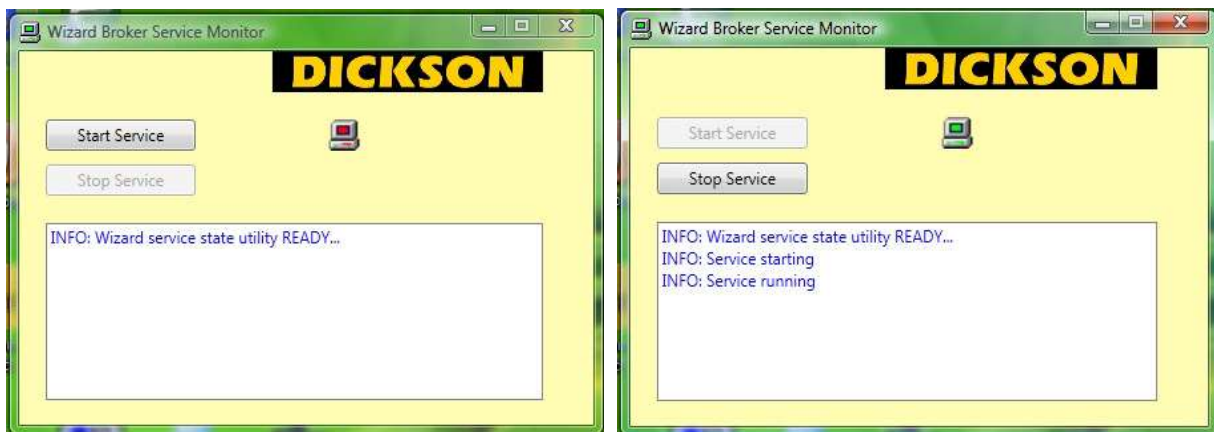 Wizard Broker Service Monitor
DICKSON
Start Service
Stop Service
INFO: Wizard service state utility READY...
Wizard Broker Service Monitor
DICKSON
Start Service
Stop Service
INFO: Wizard service state utility READY...
INFO: Service starting
INFO: Service running